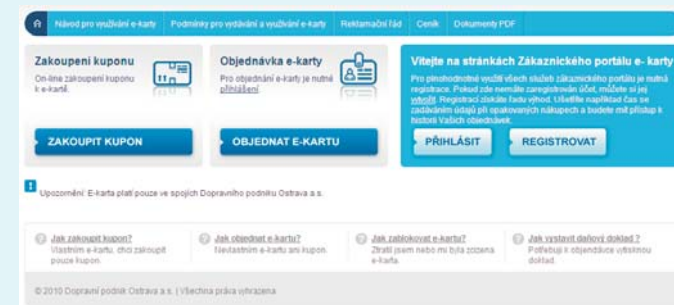 Návod pro využívání e-karty Podmínky pro vydávání a využívání e-karty Reklamační řád Ceník Dokumenty PDF
Zakoupení kuponu
On-line zakoupení kuponu
k e-kartě.
ZAKOUPIT KUPON
Objednávka e-karty
Pro objednání e-karty je nutné
přihlášení.
OBJEDNAT E-KARTU
Vítejte na stránkách Zákaznického portálu e- karty
Pro plnohodnotné využití všech služeb zákaznického portálu je nutná
registrace. Pokud zde nemáte zaregistrován účet, můžete si jej
vytvořit. Registrací získáte řadu výhod. Ušetříte například čas se
zadáváním údajů při opakovaných nákupech a budete mít přístup k
historii Vašich objednávek.
PŘIHLÁSIT REGISTROVAT
Upozornění: E-karta platí pouze ve spojích Dopravního podniku Ostrava a.s.
Jak zakoupit kupon?
Vlastním e-kartu, chci zakoupit
pouze kupon.
Jak objednat e-kartu?
Nevlastním e-kartu ani kupon.
Jak zablokovat e-kartu?
Ztratil jsem nebo mi byla zcizena
e-karta.
Jak vystavit daňový doklad ?
Potřebuji k objednávce vytisknou
doklad.
© 2010 Dopravní podnik Ostrava a.s. | Všechna práva vyhrazena